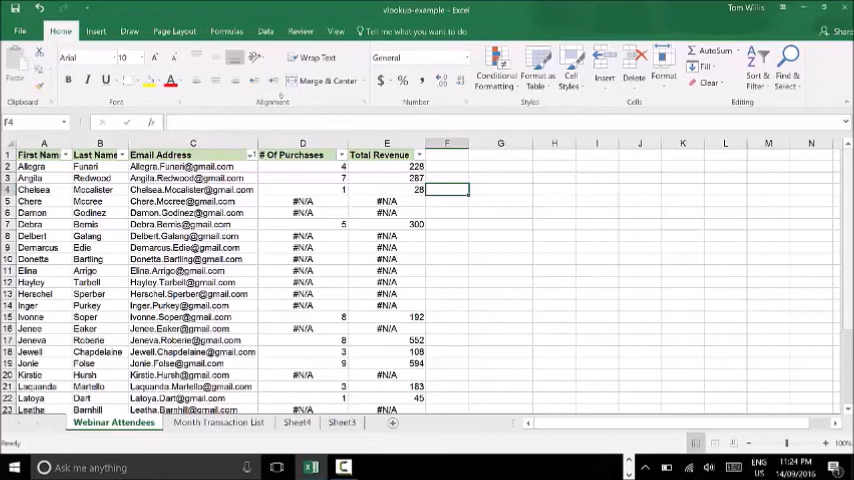 vlookup-example - Excel
Tom Willis
File Home Insert Draw Page Layout Formulas Data Review View Tell me what you want to do Share
Arial 10 Wrap Text General AutoSum
Paste B I U A Merge & Center $ % Conditional Formatting Format as Table Cell Styles Insert Delete Format Fill Clear Sort & Filter Find & Select
Clipboard Font Alignment Number Styles Cells Editing
F4 fx
A B C D E F G H I J K L M N
1 First Nam Last Name Email Address # Of Purchases Total Revenue
2 Allegra Funari Allegra.Funari@gmail.com 4 228
3 Angila Redwood Angila.Redwood@gmail.com 7 287
4 Chelsea Mccalister Chelsea.Mccalister@gmail.com 1 28
5 Chere Mccree Chere.Mccree@gmail.com #N/A #N/A
6 Damon Godinez Damon.Godinez@gmail.com #N/A #N/A
7 Debra Bemis Debra.Bemis@gmail.com 5 300
8 Delbert Galang Delbert.Galang@gmail.com #N/A #N/A
9 Demarcus Edie Demarcus.Edie@gmail.com #N/A #N/A
10 Donetta Bartling Donetta.Bartling@gmail.com #N/A #N/A
11 Elina Arrigo Elina.Arrigo@gmail.com #N/A #N/A
12 Hayley Tarbell Hayley.Tarbell@gmail.com #N/A #N/A
13 Herschel Sperbar Herschel.Sperbar@gmail.com #N/A #N/A
14 Inger Purkey Inger.Purkey@gmail.com #N/A #N/A
15 Ivonne Soper Ivonne.Soper@gmail.com 8 192
16 Jenee Eaker Jenee.Eaker@gmail.com #N/A #N/A
17 Jeneva Roberie Jeneva.Roberie@gmail.com 8 552
18 Jewell Chapdelaine Jewell.Chapdelaine@gmail.com 3 108
19 Jonie Folse Jonie.Folse@gmail.com 9 594
20 Kirstie Hursh Kirstie.Hursh@gmail.com #N/A #N/A
21 Laquanda Martello Laquanda.Martello@gmail.com 3 183
22 Latoya Dart Latoya.Dart@gmail.com 1 45
23 Leatha Barnhill Leatha.Barnhill@gmail.com #N/A #N/A
Webinar Attendees Month Transaction List Sheet4 Sheet3
Ready 100%
Ask me anything ENG US 11:24 PM 14/09/2016